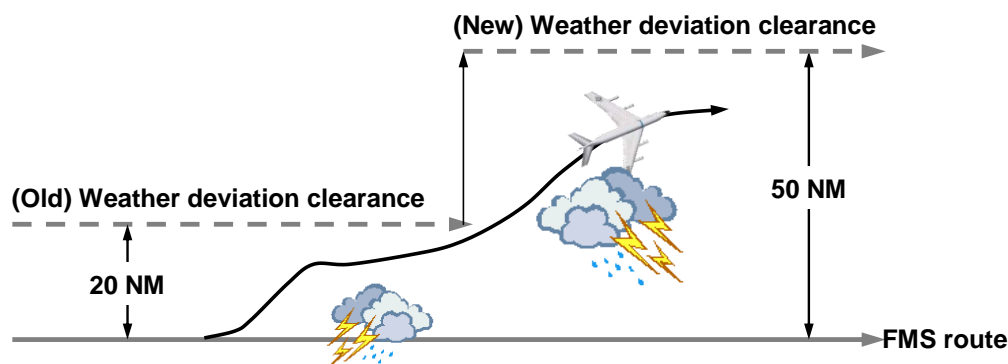 (New) Weather deviation clearance
(Old) Weather deviation clearance
50 NM
20 NM
FMS route